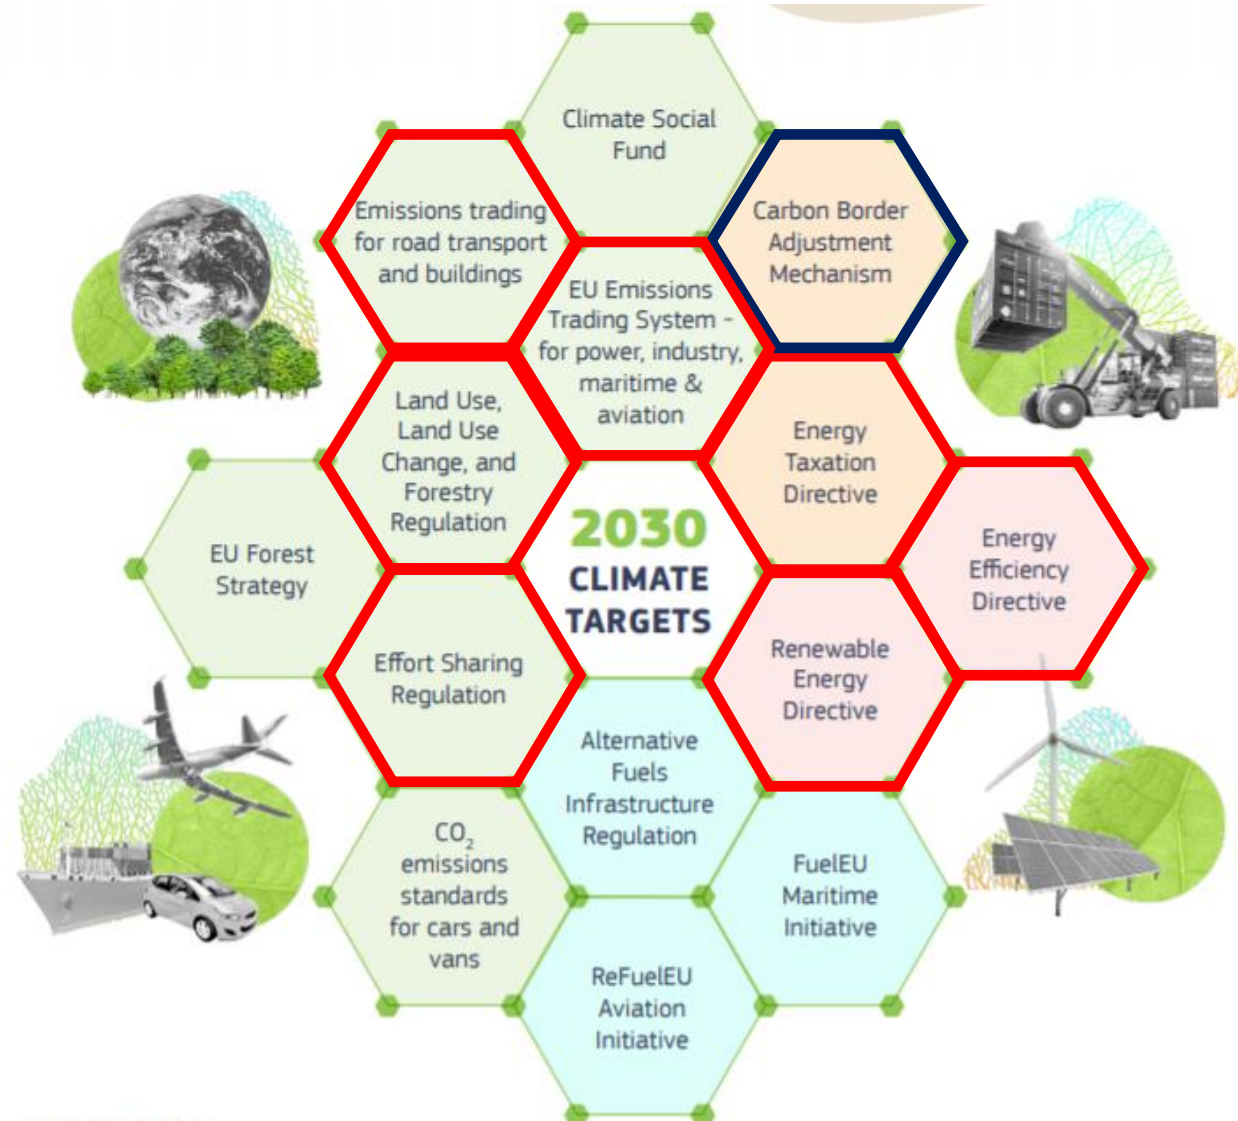 Climate Social
Fund
Emissions trading
for road transport
and buildings
Carbon Border
Adjustment
Mechanism
EU Emissions
Trading System -
for power, industry,
maritime &
aviation
Land Use,
Land Use
Change, and
Forestry
Regulation
Energy
Taxation
Directive
2030
CLIMATE
TARGETS
EU Forest
Strategy
Energy
Efficiency
Directive
Effort Sharing
Regulation
Renewable
Energy
Directive
Alternative
Fuels
Infrastructure
Regulation
CO₂
emissions
standards
for cars and
vans
FuelEU
Maritime
Initiative
ReFuelEU
Aviation
Initiative